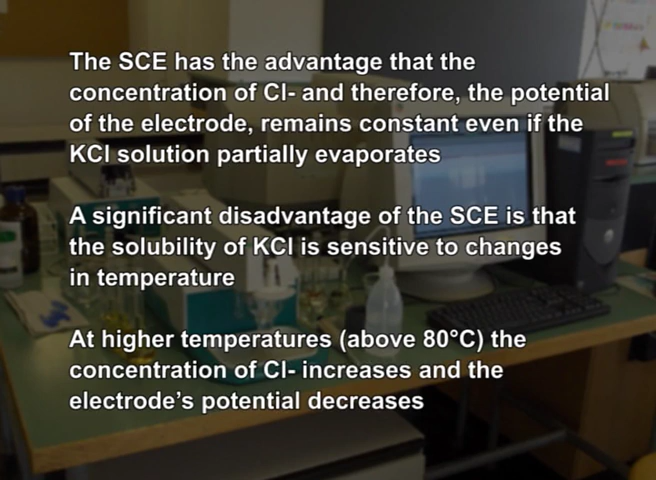 The SCE has the advantage that the
concentration of Cl- and therefore, the potential
of the electrode, remains constant even if the
KCl solution partially evaporates
A significant disadvantage of the SCE is that
the solubility of KCl is sensitive to changes
in temperature
At higher temperatures (above 80°C) the
concentration of Cl- increases and the
electrode's potential decreases